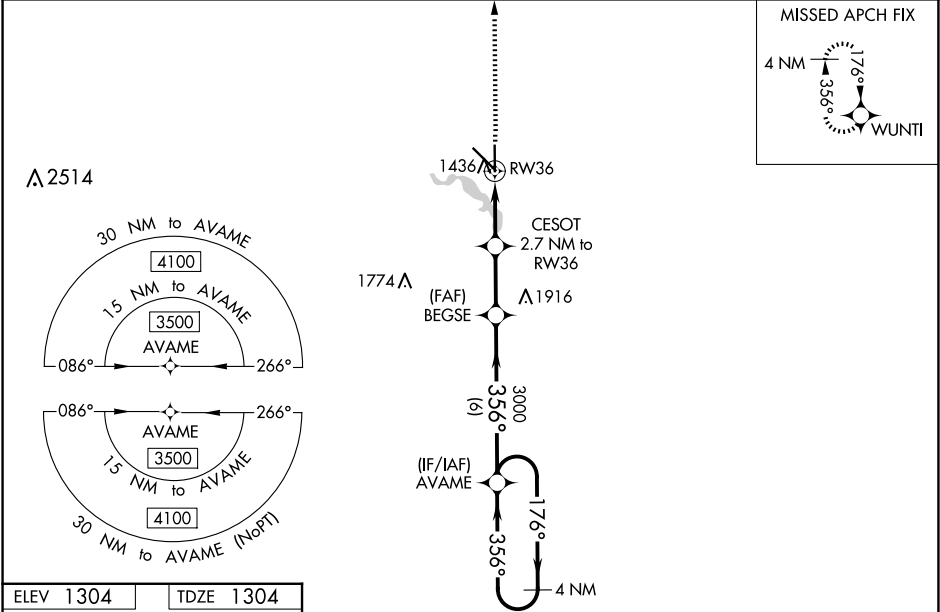 MISSED APCH FIX
4 NM
176°
356°
WUNTI
1436
RW36
2514
CESOT
2.7 NM to
RW36
1774
(FAF)
BEGSE
1916
30 NM to AVAME
4100
15 NM to AVAME
3500
AVAME
086°
266°
086°
266°
AVAME
3500
15 NM to AVAME
4100
30 NM to AVAME (NoPT)
3000
356°
(6)
(IF/IAF)
AVAME
176°
356°
4 NM
ELEV 1304
TDZE 1304